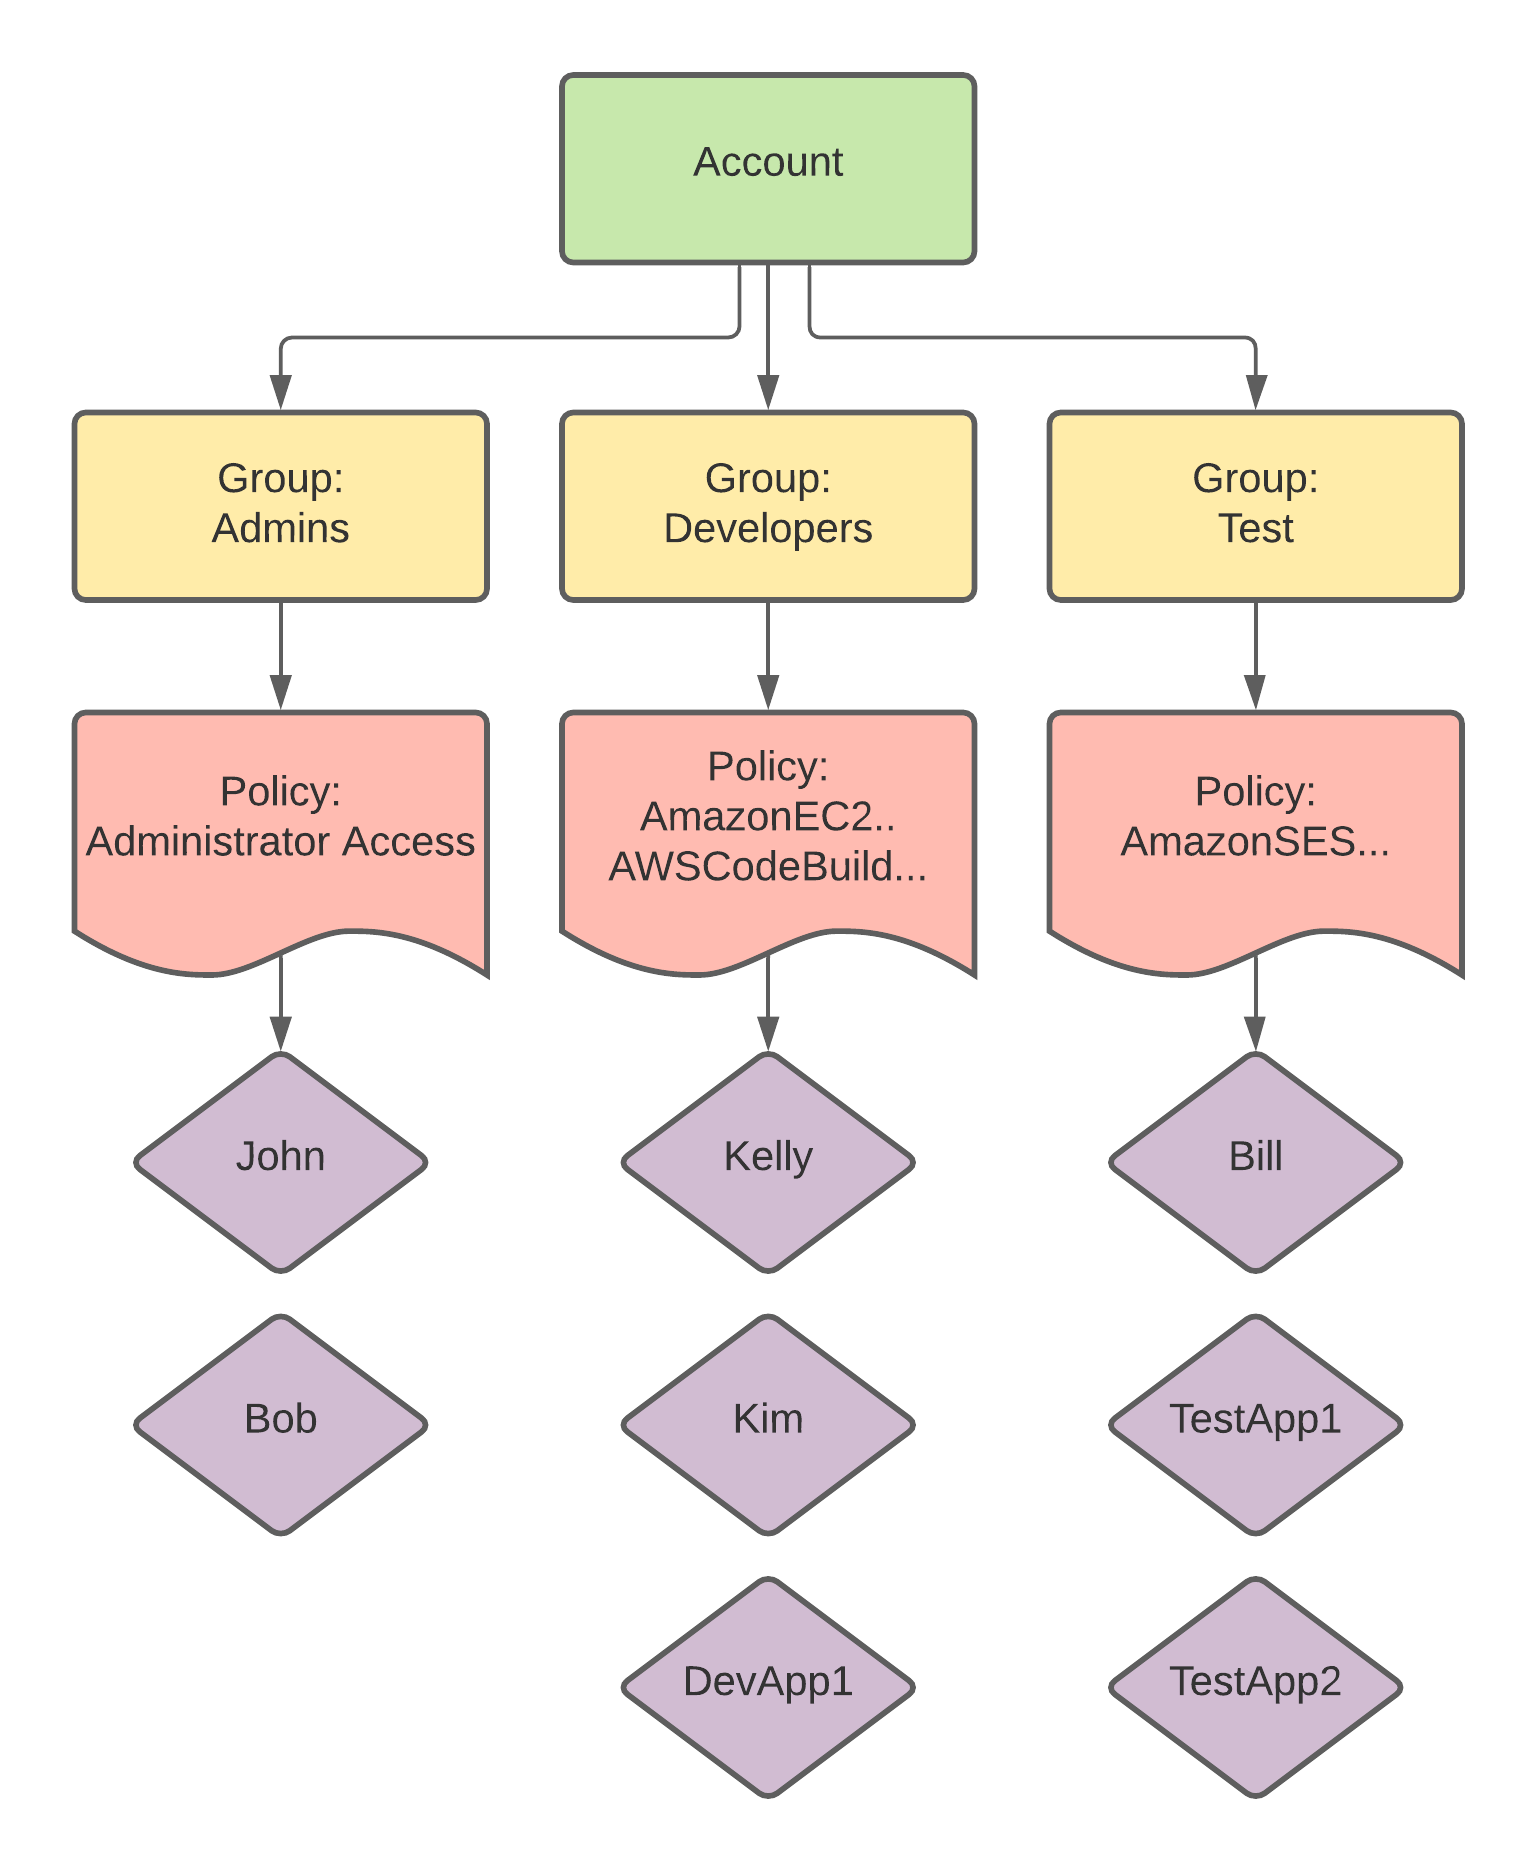 Account
Group:
Admins
Group:
Developers
Group:
Test
Policy:
Administrator Access
Policy:
AmazonEC2..
AWSCodeBuild...
Policy:
AmazonSES...
John
Kelly
Bill
Bob
Kim
TestApp1
DevApp1
TestApp2